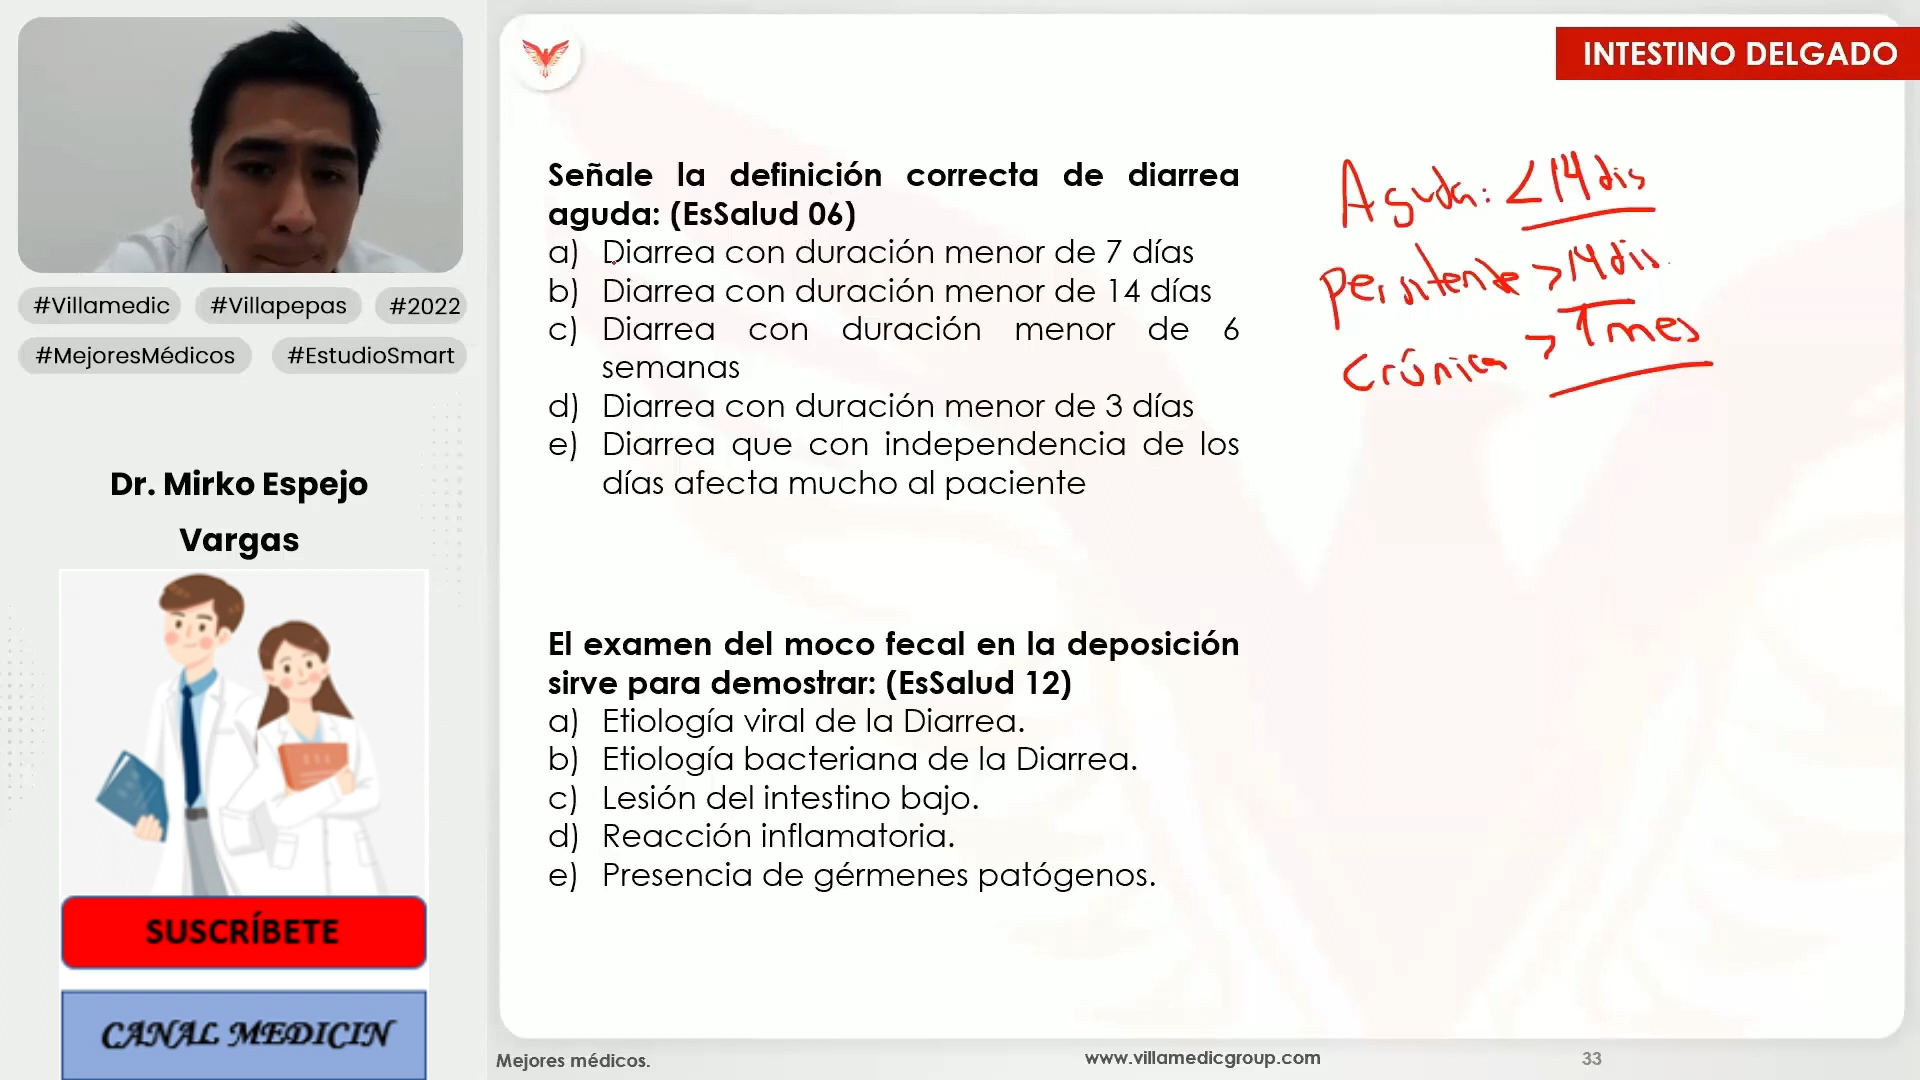 INTESTINO DELGADO
#Villamedic #Villapepas #2022
#MejoresMédicos #EstudioSmart
Dr. Mirko Espejo
Vargas
SUSCRÍBETE
CANAL MEDICIN
Señale la definición correcta de diarrea
aguda: (EsSalud 06)
a) Diarrea con duración menor de 7 días
b) Diarrea con duración menor de 14 días
c) Diarrea con duración menor de 6
semanas
d) Diarrea con duración menor de 3 días
e) Diarrea que con independencia de los
días afecta mucho al paciente
El examen del moco fecal en la deposición
sirve para demostrar: (EsSalud 12)
a) Etiología viral de la Diarrea.
b) Etiología bacteriana de la Diarrea.
c) Lesión del intestino bajo.
d) Reacción inflamatoria.
e) Presencia de gérmenes patógenos.
Aguda: <14 dis
persitente >14 dis.
crónica > 1 mes
Mejores médicos.
www.villamedicgroup.com
33